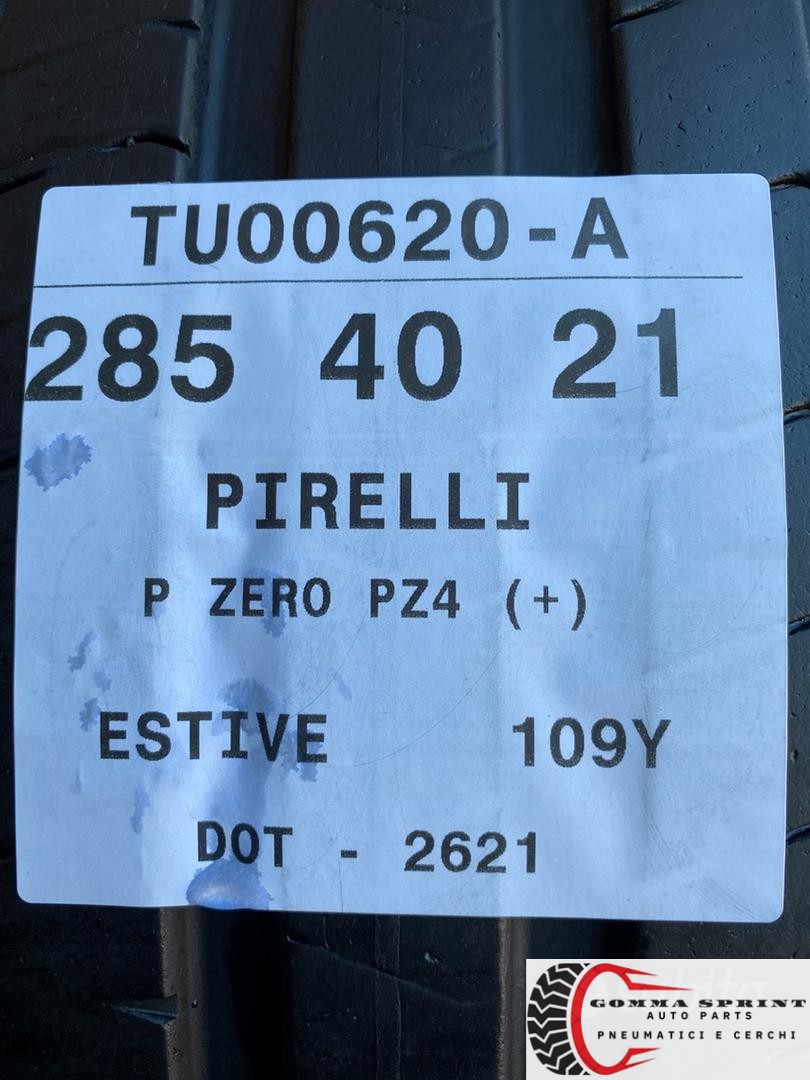 TU00620-A
285 40 21
PIRELLI
P ZERO PZ4 (+)
ESTIVE 109Y
DOT - 2621
GOMMA SPRINT
AUTO PARTS
PNEUMATICI E CERCHI